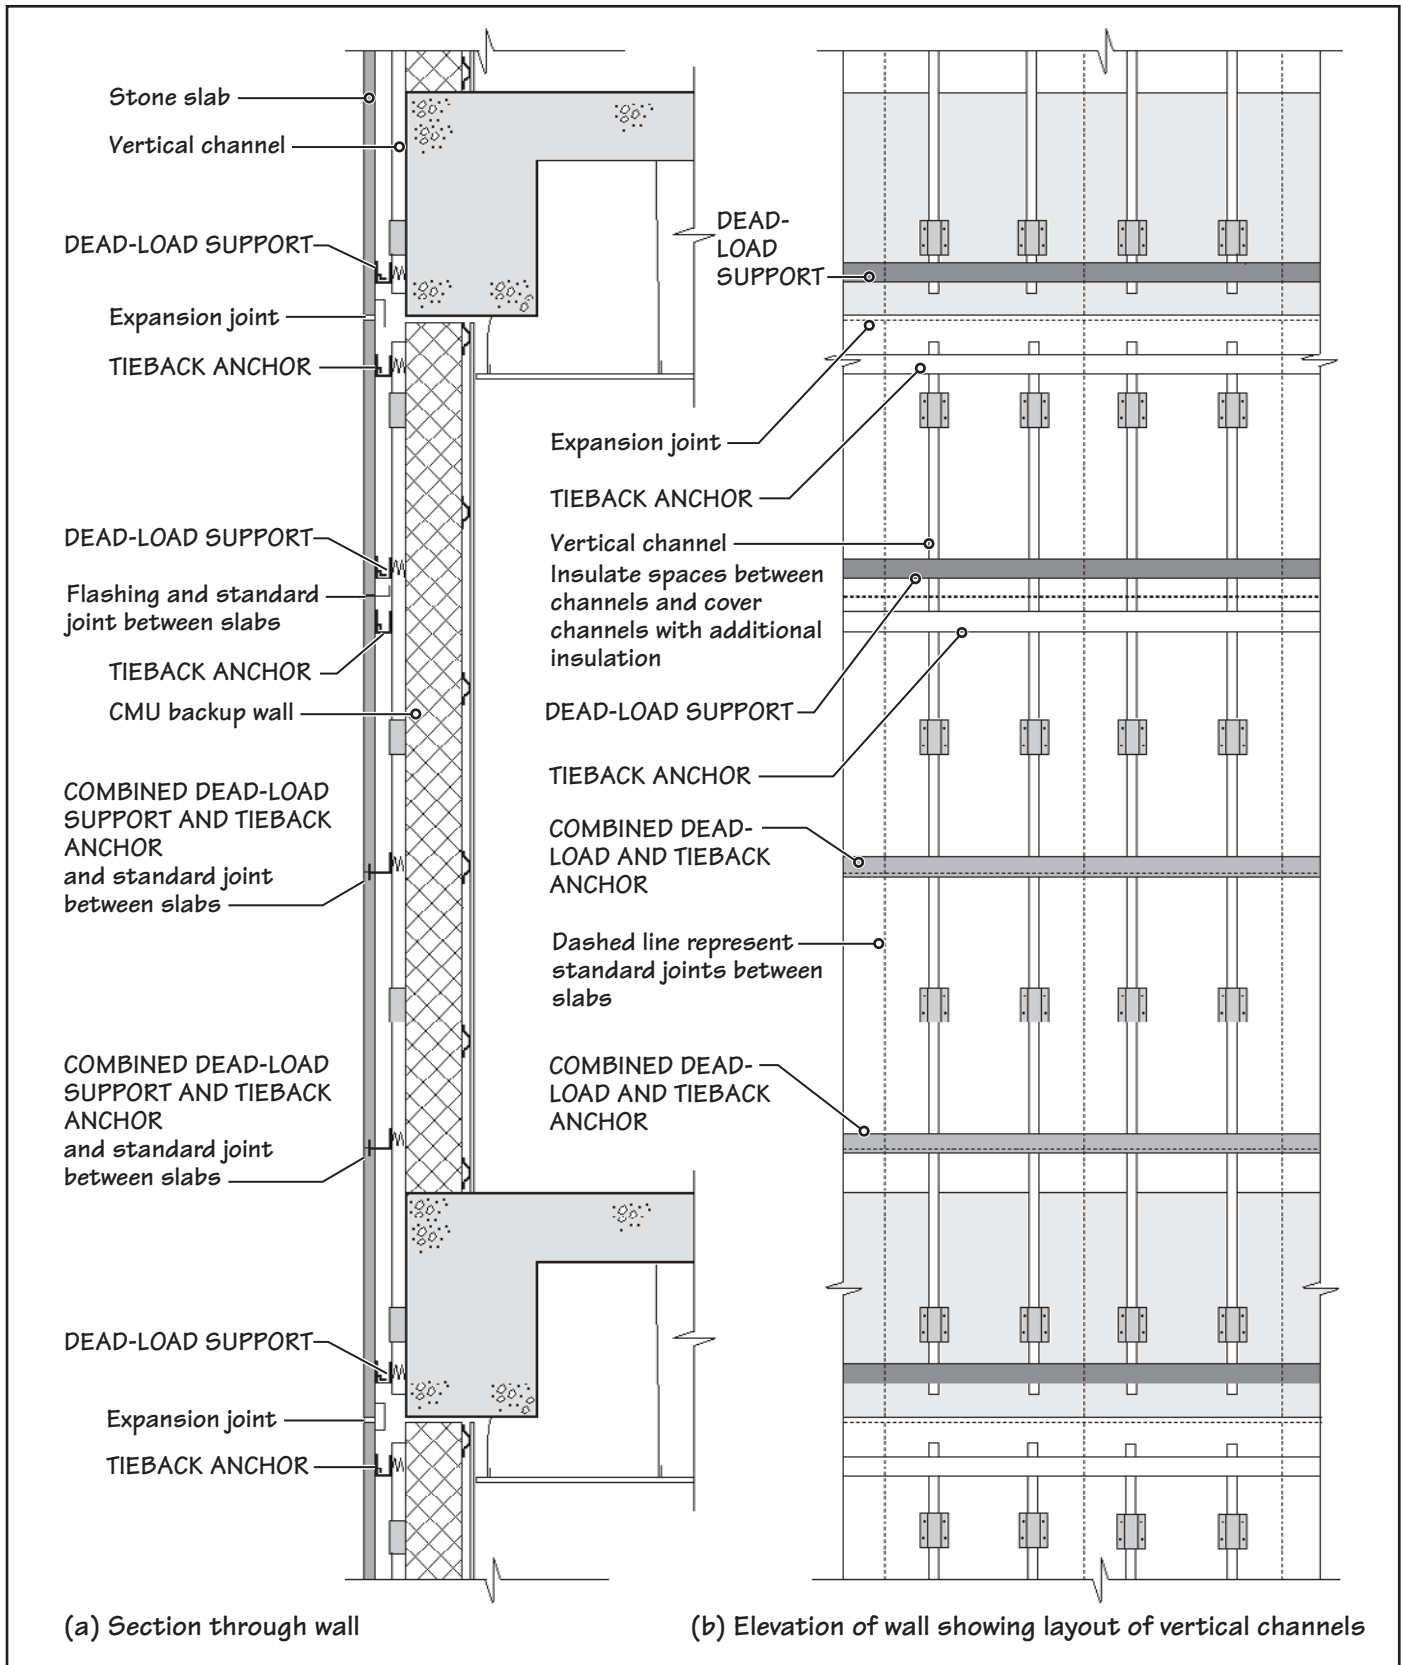 Stone slab
Vertical channel
DEAD-LOAD SUPPORT
Expansion joint
TIEBACK ANCHOR
DEAD-LOAD SUPPORT
Flashing and standard
joint between slabs
TIEBACK ANCHOR
CMU backup wall
COMBINED DEAD-LOAD
SUPPORT AND TIEBACK
ANCHOR
and standard joint
between slabs
COMBINED DEAD-LOAD
SUPPORT AND TIEBACK
ANCHOR
and standard joint
between slabs
DEAD-LOAD SUPPORT
Expansion joint
TIEBACK ANCHOR
(a) Section through wall
DEAD-
LOAD
SUPPORT
Expansion joint
TIEBACK ANCHOR
Vertical channel
Insulate spaces between
channels and cover
channels with additional
insulation
DEAD-LOAD SUPPORT
TIEBACK ANCHOR
COMBINED DEAD-
LOAD AND TIEBACK
ANCHOR
Dashed line represent
standard joints between
slabs
COMBINED DEAD-
LOAD AND TIEBACK
ANCHOR
(b) Elevation of wall showing layout of vertical channels